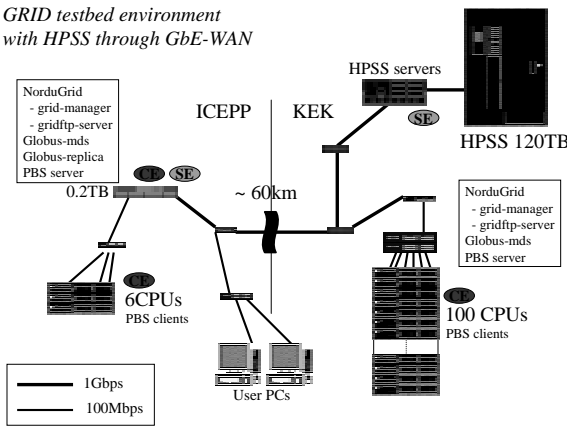 GRID testbed environment
with HPSS through GbE-WAN
HPSS servers
NorduGrid
- grid-manager
- gridftp-server
Globus-mds
Globus-replica
PBS server
ICEPP
KEK
SE
HPSS 120TB
CE
SE
0.2TB
~ 60km
NorduGrid
- grid-manager
- gridftp-server
Globus-mds
PBS server
CE
6CPUs
PBS clients
CE
100 CPUs
PBS clients
User PCs
1Gbps
100Mbps